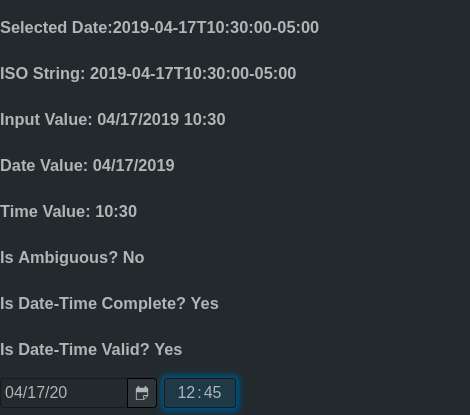 Selected Date:2019-04-17T10:30:00-05:00
ISO String: 2019-04-17T10:30:00-05:00
Input Value: 04/17/2019 10:30
Date Value: 04/17/2019
Time Value: 10:30
Is Ambiguous? No
Is Date-Time Complete? Yes
Is Date-Time Valid? Yes
04/17/20 12:45